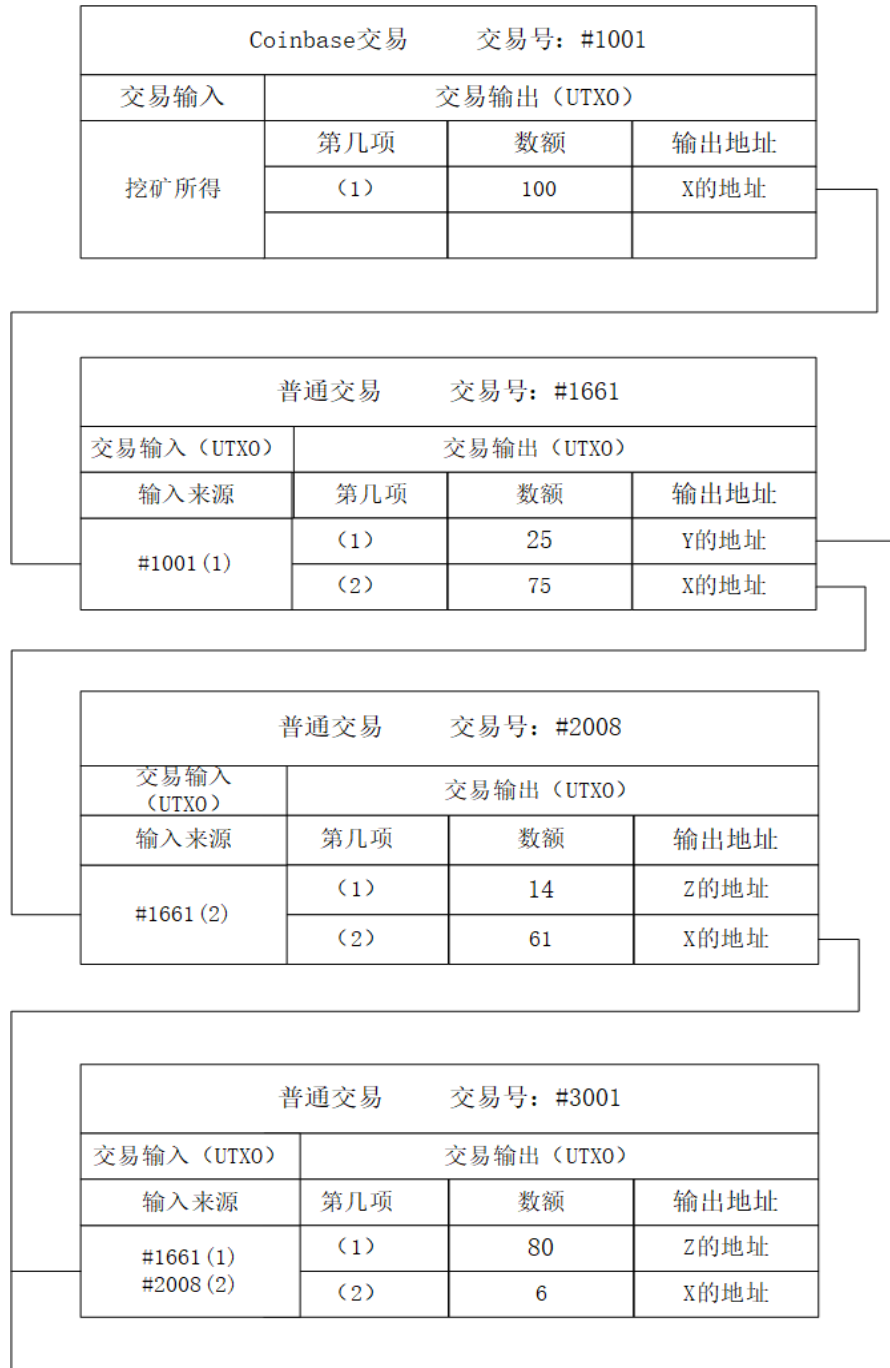 Coinbase交易 交易号：#1001
交易输入 交易输出（UTXO）
第几项 数额 输出地址
挖矿所得 （1） 100 X的地址
普通交易 交易号：#1661
交易输入（UTXO） 交易输出（UTXO）
输入来源 第几项 数额 输出地址
#1001(1)
（1） 25 Y的地址
（2） 75 X的地址
普通交易 交易号：#2008
交易输入
（UTXO）
交易输出（UTXO）
输入来源 第几项 数额 输出地址
#1661(2)
（1） 14 Z的地址
（2） 61 X的地址
普通交易 交易号：#3001
交易输入（UTXO） 交易输出（UTXO）
输入来源 第几项 数额 输出地址
#1661(1)
#2008(2)
（1） 80 Z的地址
（2） 6 X的地址